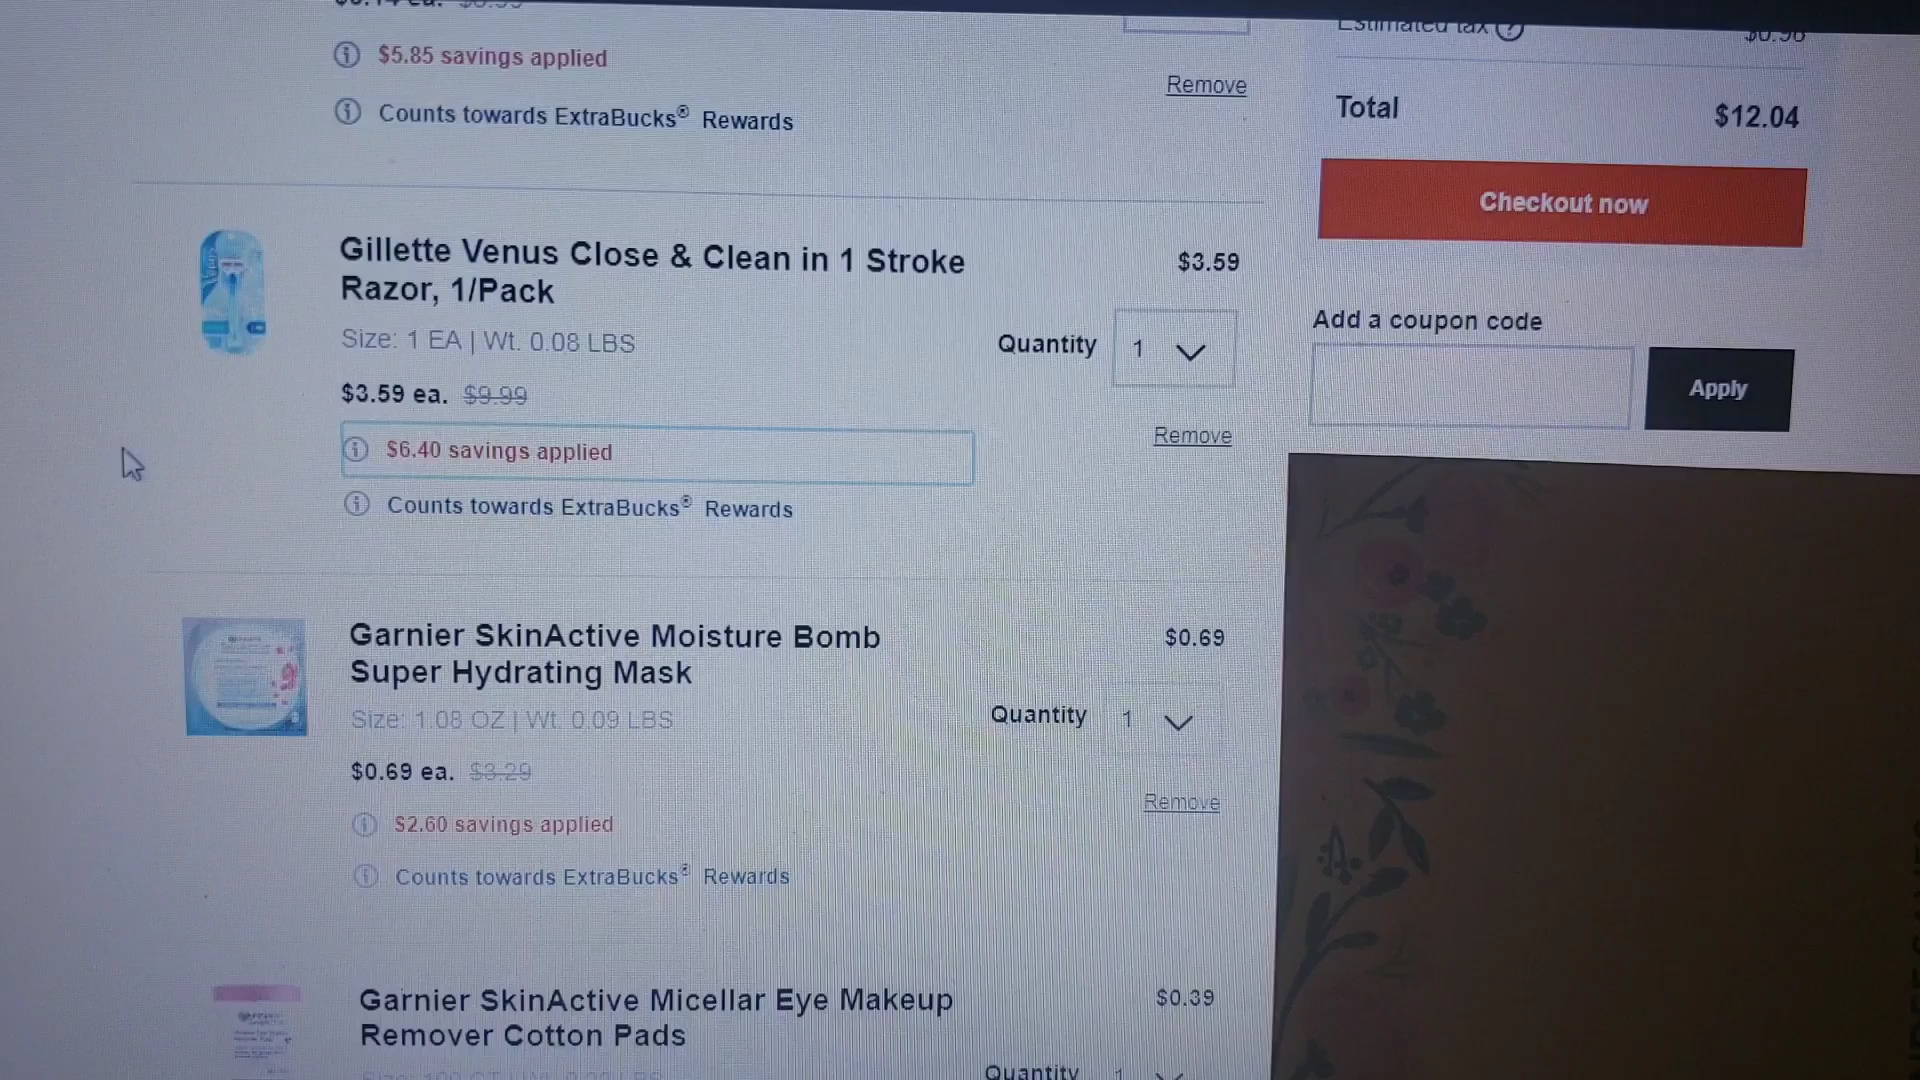 $5.85 savings applied
Remove
Counts towards ExtraBucks® Rewards
Estimated tax
$0.96
Total
$12.04
Checkout now
Gillette Venus Close & Clean in 1 Stroke
Razor, 1/Pack
$3.59
Size: 1 EA | Wt. 0.08 LBS
Quantity 1
$3.59 ea. $9.99
$6.40 savings applied
Remove
Counts towards ExtraBucks® Rewards
Add a coupon code
Apply
Garnier SkinActive Moisture Bomb
Super Hydrating Mask
$0.69
Size: 1.08 OZ | Wt. 0.09 LBS
Quantity 1
$0.69 ea. $3.29
$2.60 savings applied
Remove
Counts towards ExtraBucks® Rewards
Garnier SkinActive Micellar Eye Makeup
Remover Cotton Pads
$0.39
Quantity 1